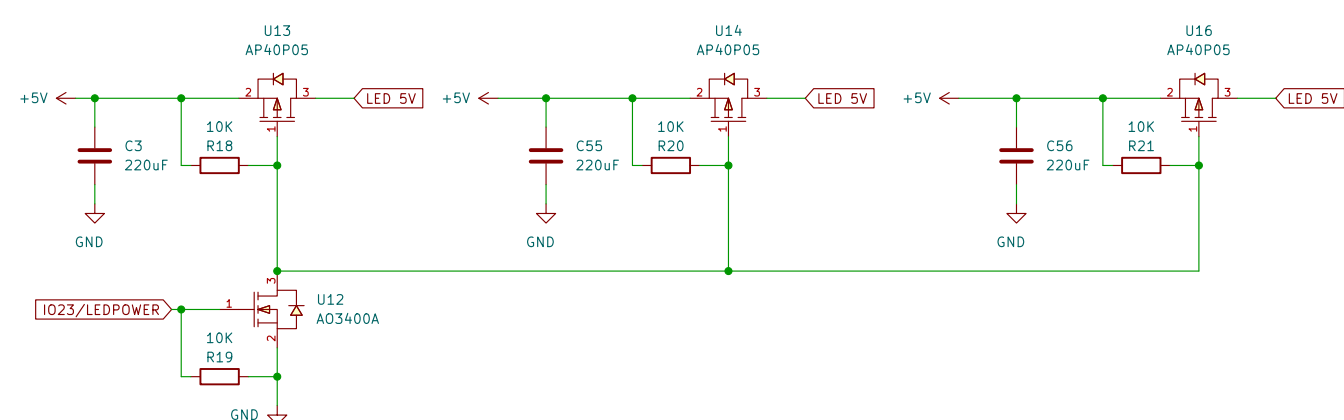 U13
AP40P05
U14
AP40P05
U16
AP40P05
+5V
2
3
LED 5V
+5V
2
3
LED 5V
+5V
2
3
LED 5V
1
1
1
10K
R18
10K
R20
10K
R21
C3
220uF
C55
220uF
C56
220uF
GND
GND
GND
3
IO23/LEDPOWER
1
U12
AO3400A
2
10K
R19
GND